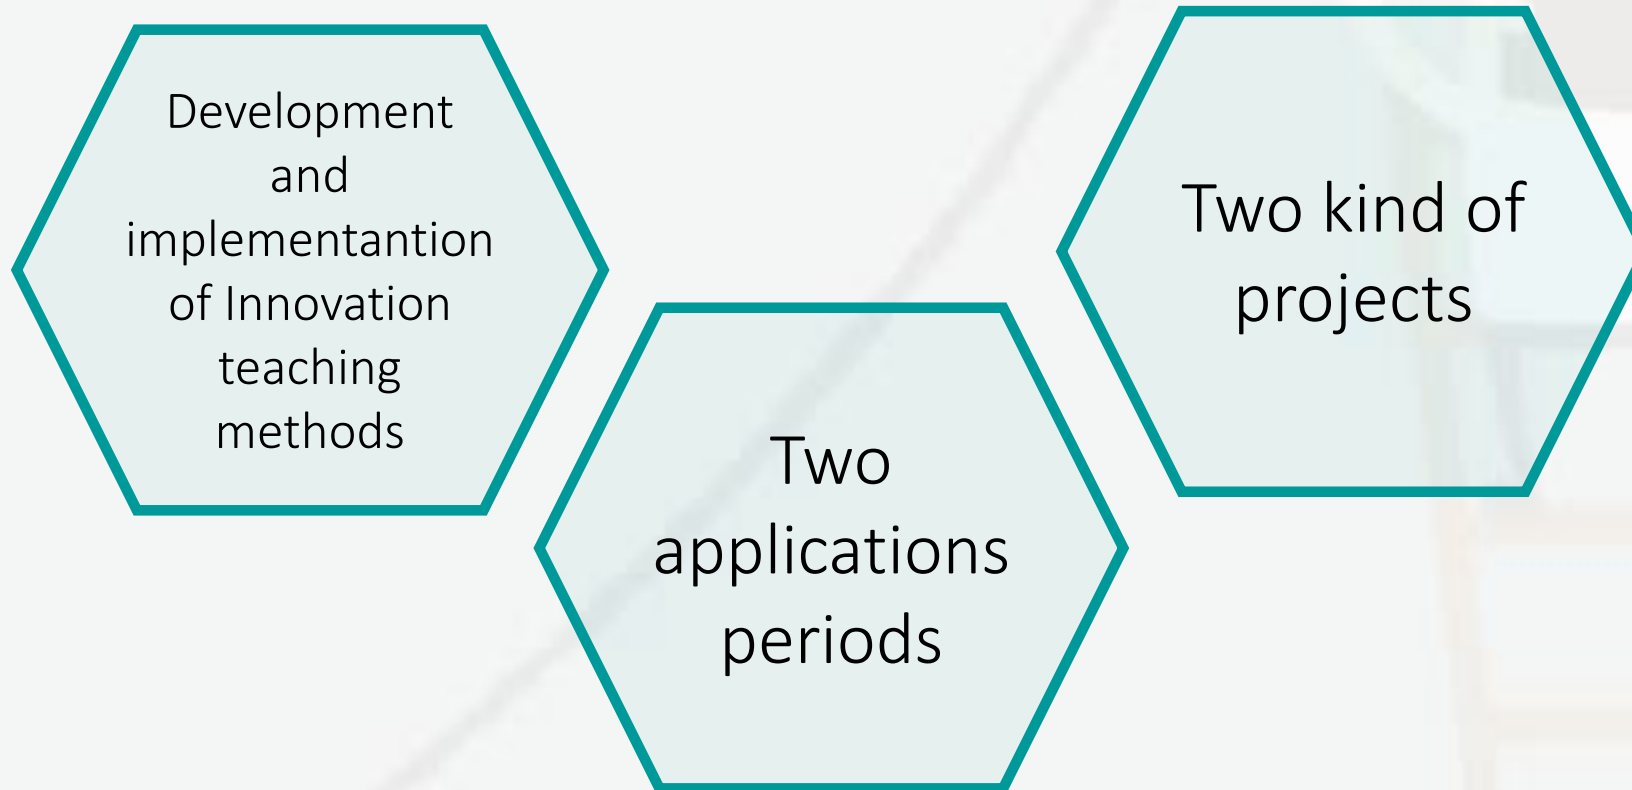 Development
and
implementantion
of Innovation
teaching
methods
Two
applications
periods
Two kind of
projects